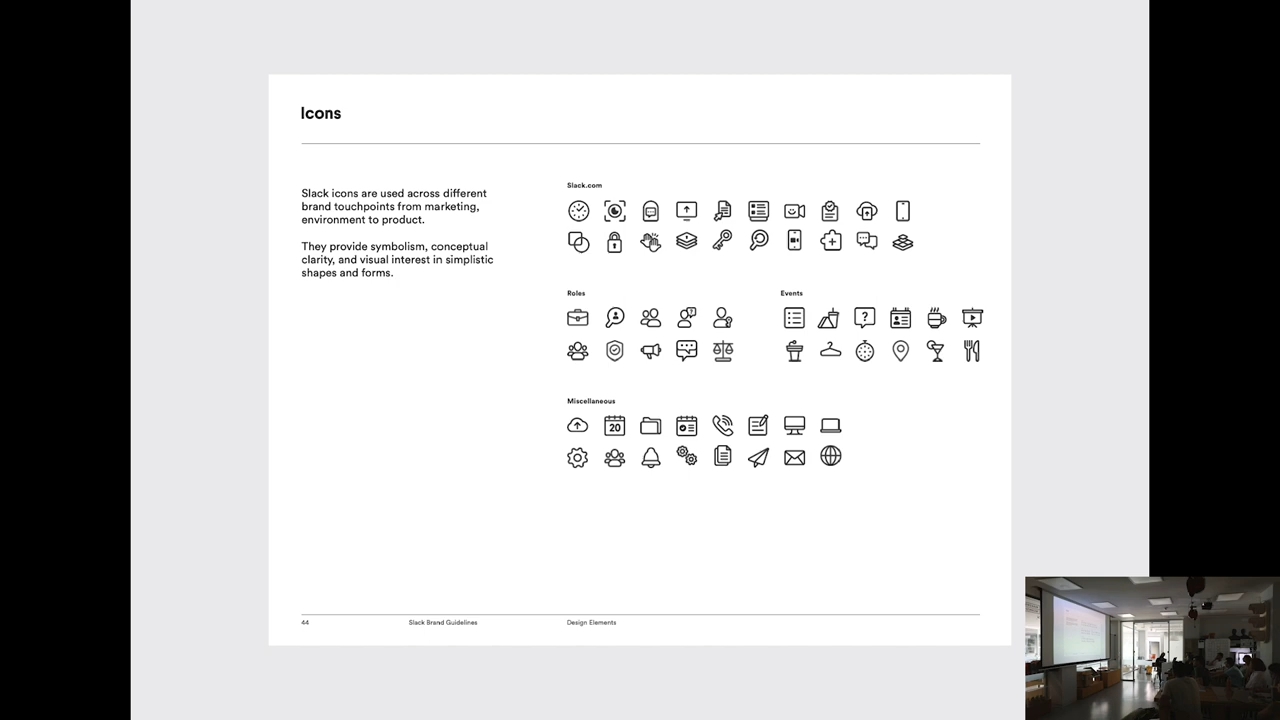 Icons
Slack icons are used across different
brand touchpoints from marketing,
environment to product.
They provide symbolism, conceptual
clarity, and visual interest in simplistic
shapes and forms.
Slack.com
Roles
Events
?
?
Miscellaneous
20
44
Slack Brand Guidelines
Design Elements